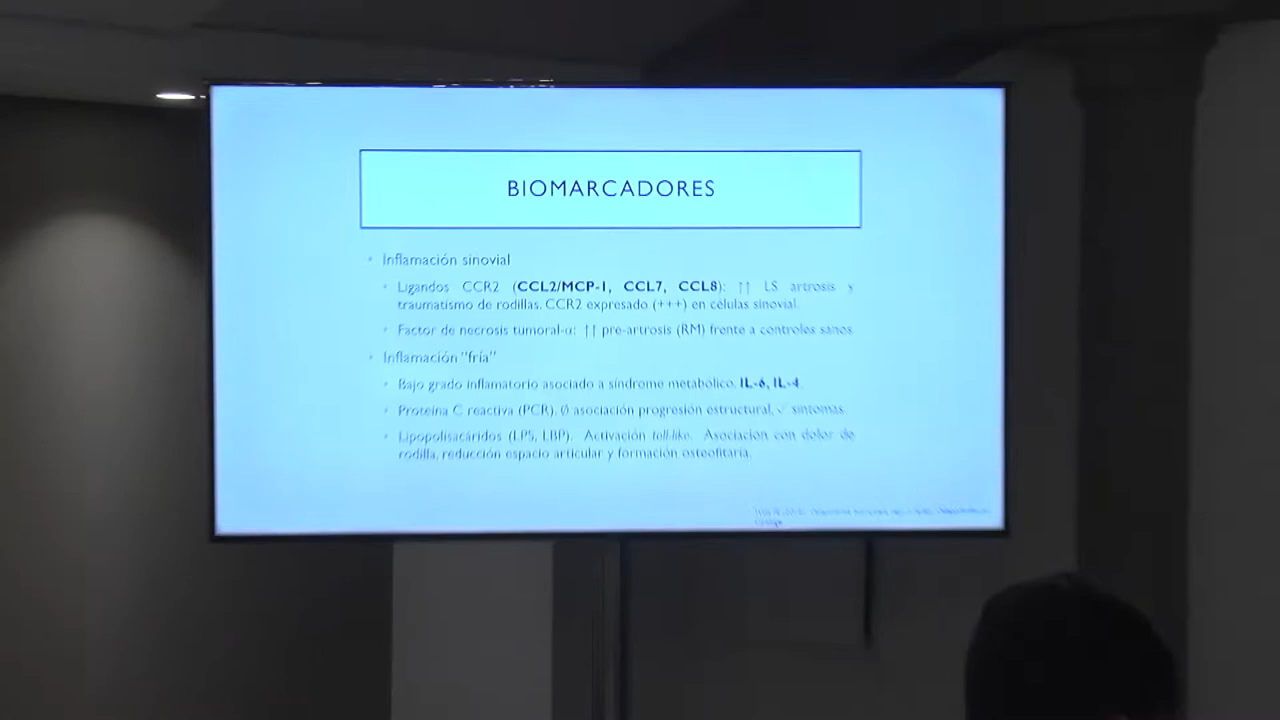 BIOMARCADORES
• Inflamación sinovial
• Ligandos CCR2 (CCL2/MCP-1, CCL7, CCL8): ↑↑ LS artrosis y
traumatismo de rodillas. CCR2 expresado (+++) en células sinovial.
• Factor de necrosis tumoral-α: ↑↑ pre-artrosis (RM) frente a controles sanos
• Inflamación "fría"
• Bajo grado inflamatorio asociado a síndrome metabólico. IL-6, IL-4.
• Proteína C reactiva (PCR). Ø asociación progresión estructural, ✓ síntomas
• Lipopolisacáridos (LPS, LBP). Activación toll-like. Asociación con dolor de
rodilla, reducción espacio articular y formación osteofitaria.